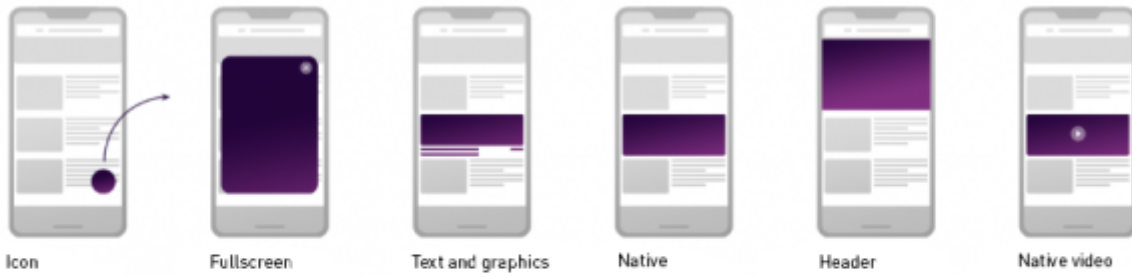 Icon
Fullscreen
Text and graphics
Native
Header
Native video